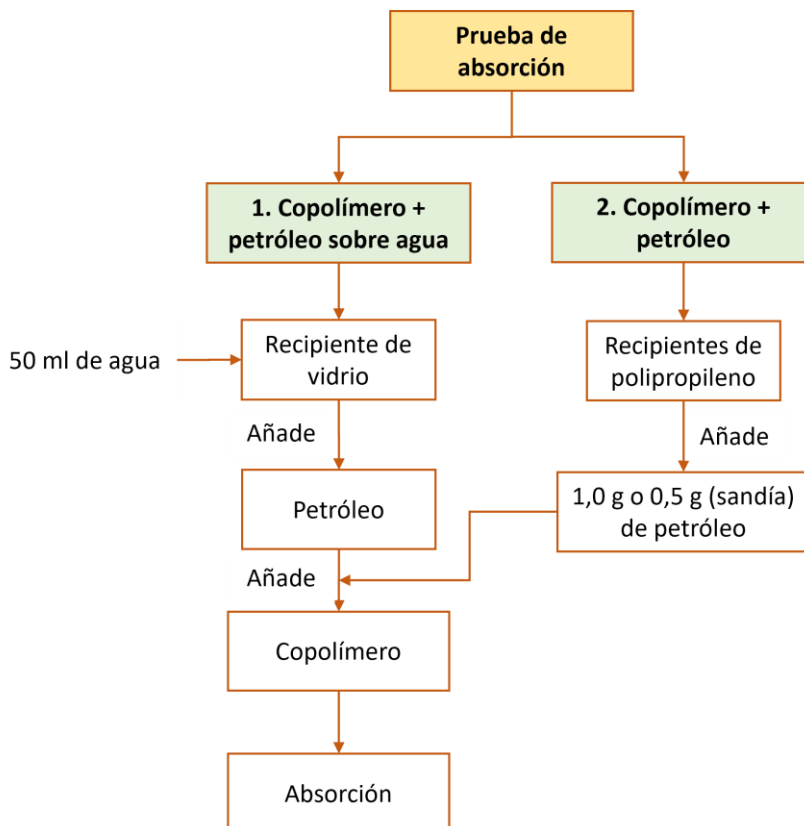 Prueba de
absorción
1. Copolímero +
petróleo sobre agua
2. Copolímero +
petróleo
50 ml de agua
Recipiente de
vidrio
Recipientes de
polipropileno
Añade
Añade
Petróleo
1,0 g o 0,5 g (sandía)
de petróleo
Añade
Copolímero
Absorción